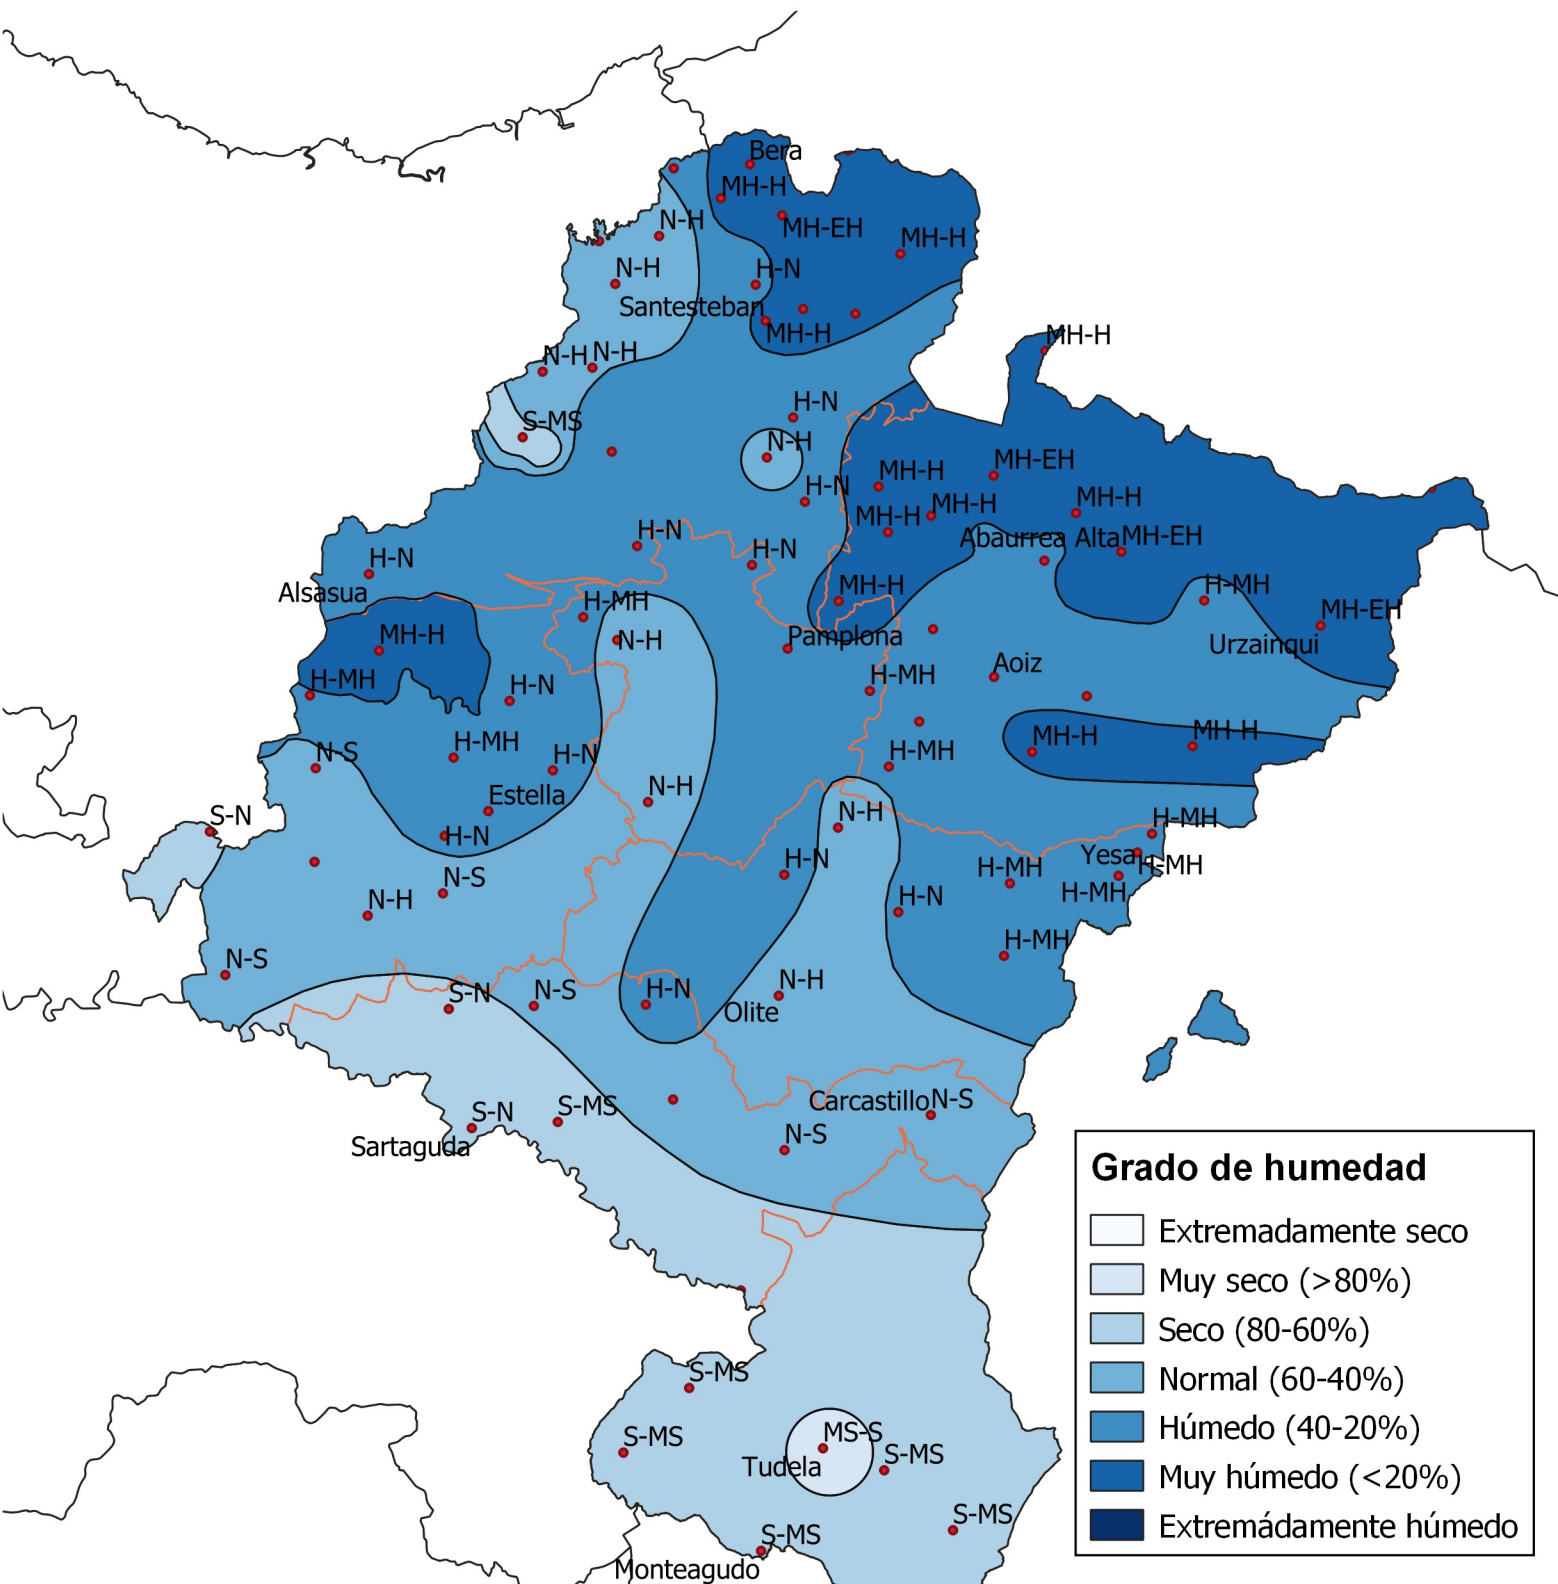 Bera
MH-H
N-H
MH-EH
MH-H
N-H
H-N
Santesteban
MH-H
MH-H
N-H
N-H
H-N
S-MS
N-H
MH-H
MH-EH
H-N
MH-H
MH-H
MH-H
H-N
MH-H
Abaurrea Alta
MH-EH
H-N
H-N
Alsasua
MH-H
H-MH
H-MH
MH-EH
MH-H
N-H
Pamplona
Urzainqui
H-MH
H-N
H-MH
Aoiz
MH-H
MH-H
N-S
H-MH
H-N
H-MH
Estella
N-H
S-N
H-N
N-H
H-MH
H-N
Yesa
H-MH
N-S
H-MH
H-MH
N-H
H-N
H-MH
N-S
S-N
N-S
H-N
N-H
Olite
S-N
S-MS
Carcastillo
N-S
Sartaguda
N-S
Grado de humedad
Extremadamente seco
Muy seco (>80%)
Seco (80-60%)
Normal (60-40%)
Húmedo (40-20%)
Muy húmedo (<20%)
Extremádamente húmedo
S-MS
S-MS
MS-S
Tudela
S-MS
S-MS
S-MS
Monteagudo